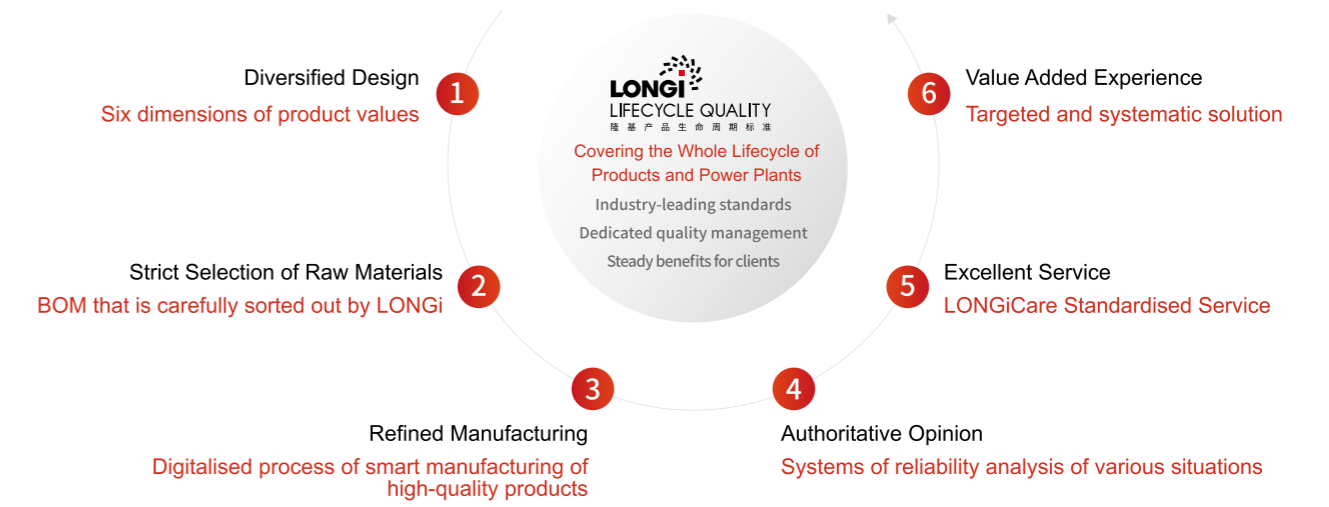 LONGi
LIFECYCLE QUALITY
隆基产品生命周期标准
Covering the Whole Lifecycle of
Products and Power Plants
Industry-leading standards
Dedicated quality management
Steady benefits for clients
1
Diversified Design
Six dimensions of product values
2
Strict Selection of Raw Materials
BOM that is carefully sorted out by LONGi
3
Refined Manufacturing
Digitalised process of smart manufacturing of
high-quality products
4
Authoritative Opinion
Systems of reliability analysis of various situations
5
Excellent Service
LONGiCare Standardised Service
6
Value Added Experience
Targeted and systematic solution